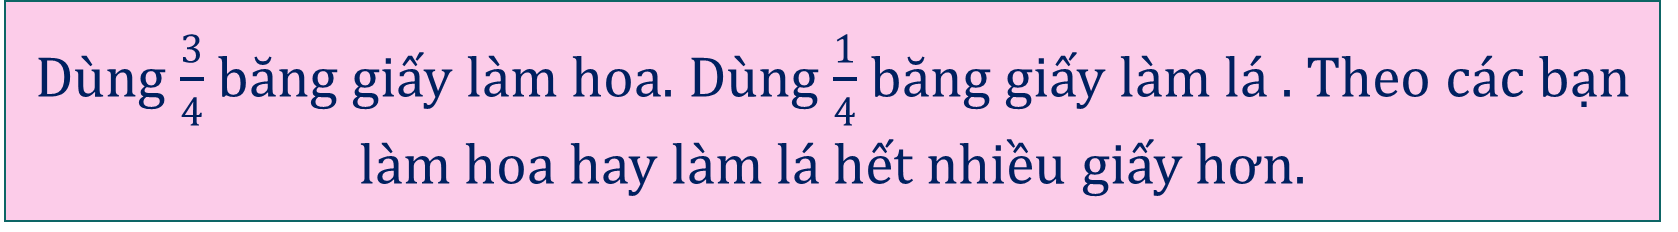 Dùng 3/4 băng giấy làm hoa. Dùng 1/4 băng giấy làm lá . Theo các bạn
làm hoa hay làm lá hết nhiều giấy hơn.